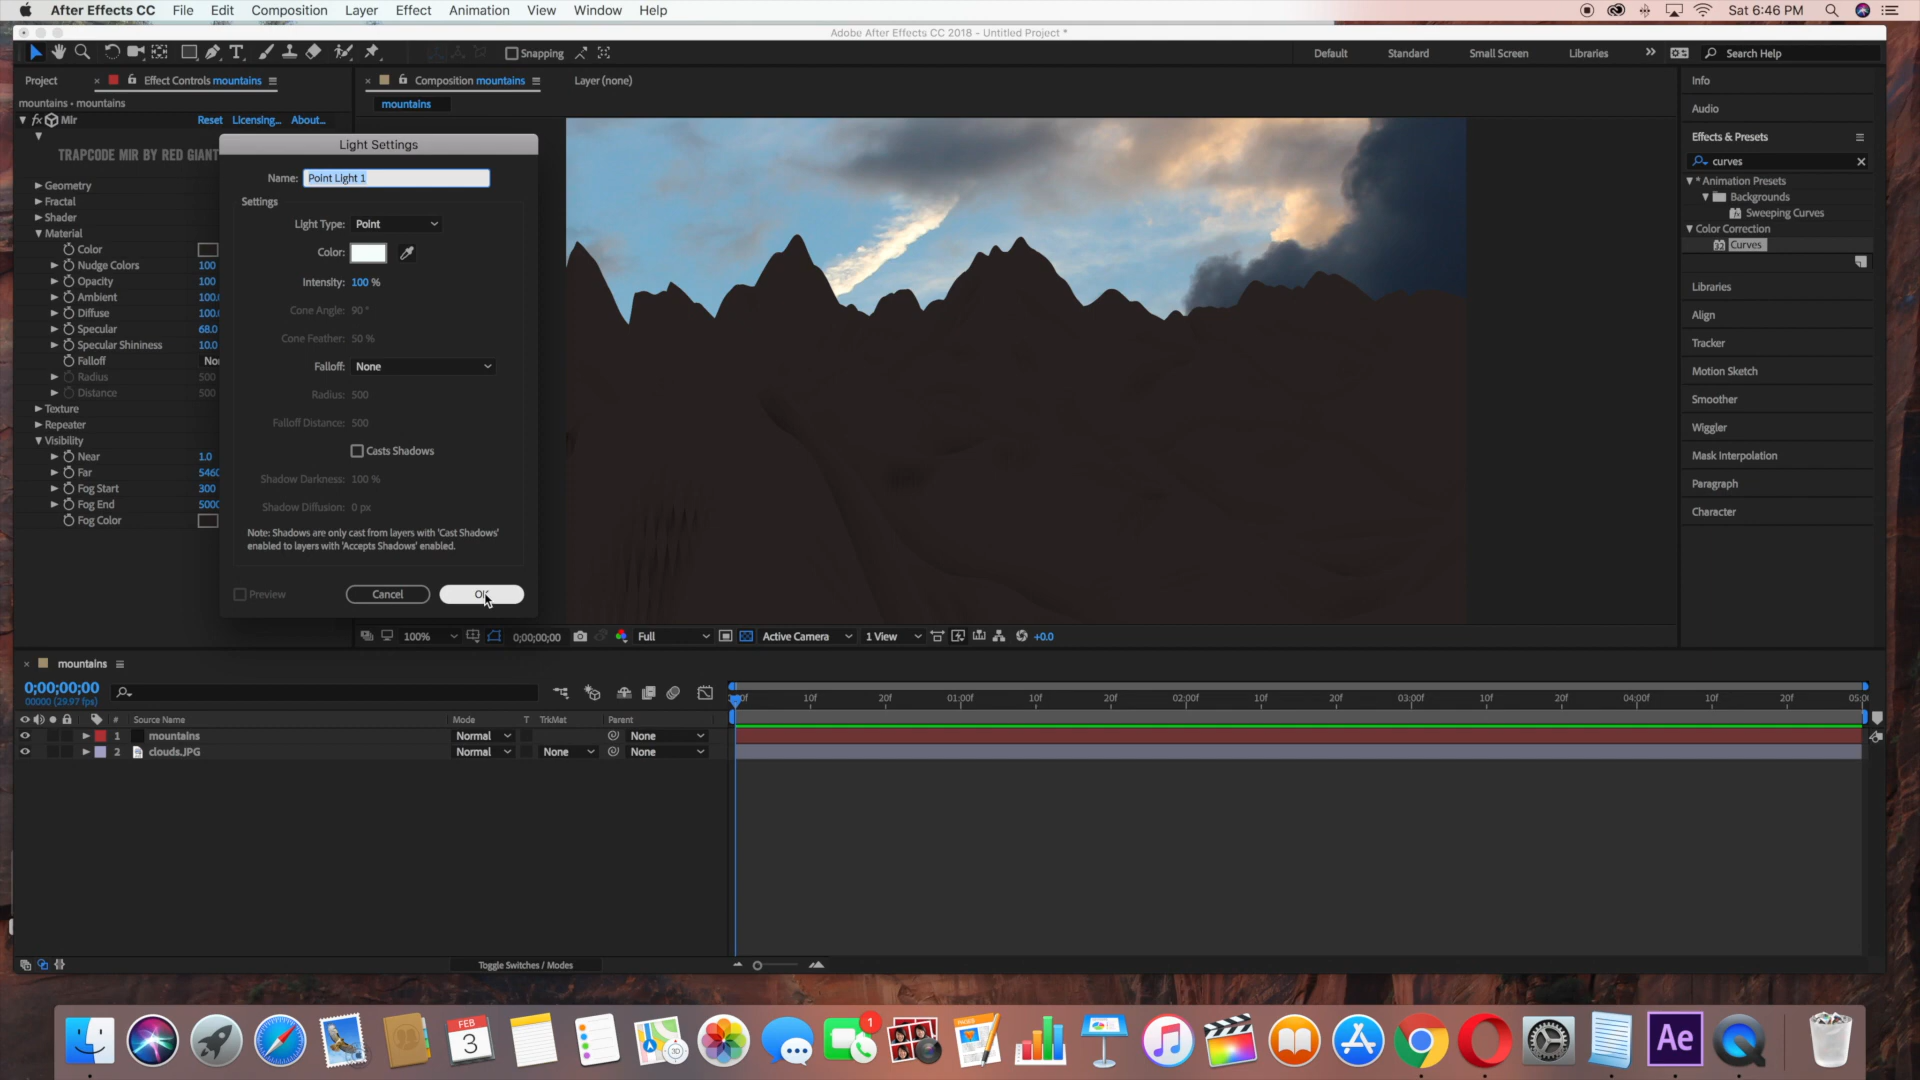 After Effects CC File Edit Composition Layer Effect Animation View Window Help Sat 6:46 PM
Adobe After Effects CC 2018 - Untitled Project *
Snapping Default Standard Small Screen Libraries Search Help
Project Effect Controls mountains Composition mountains Layer (none) Info
mountains • mountains mountains Audio
fx Mir Reset Licensing... About...
TRAPCODE MIR BY RED GIANT
Geometry
Fractal
Shader
Material
Color
Nudge Colors 100
Opacity 100
Ambient 100.
Diffuse 100.
Specular 68.0
Specular Shininess 10.0
Falloff
Radius 500
Distance 500
Texture
Repeater
Visibility
Near 1.0
Far 5460
Fog Start 300
Fog End 5000
Fog Color
Light Settings
Name: Point Light 1
Settings
Light Type: Point
Color:
Intensity: 100 %
Cone Angle: 90 °
Cone Feather: 50 %
Falloff: None
Radius: 500
Falloff Distance: 500
Casts Shadows
Shadow Darkness: 100 %
Shadow Diffusion: 0 px
Note: Shadows are only cast from layers with 'Cast Shadows'
enabled to layers with 'Accepts Shadows' enabled.
Preview Cancel OK
Effects & Presets
curves
* Animation Presets
Backgrounds
Sweeping Curves
Color Correction
Curves
Libraries
Align
Tracker
Motion Sketch
Smoother
Wiggler
Mask Interpolation
Paragraph
Character
100% 0;00;00;00 Full Active Camera 1 View +0.0
mountains
0;00;00;00
00000 (29.97 fps)
10f 20f 01:00f 10f 20f 02:00f 10f 20f 03:00f 10f 20f 04:00f 10f 20f
# Source Name Mode T TrkMat Parent
1 mountains Normal None
2 clouds.JPG Normal None None
Toggle Switches / Modes
FEB
3
3D
1
Ae